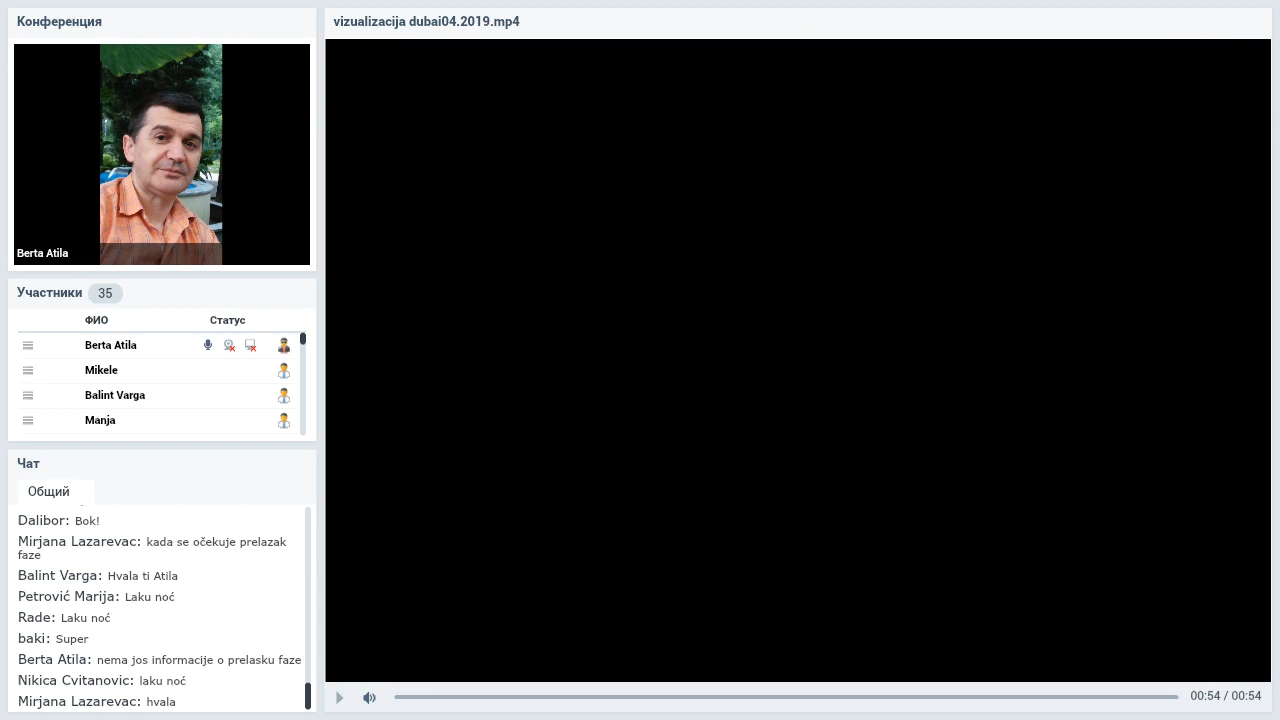 Конференция
Berta Atila
Участники 35
ФИО Статус
Berta Atila
Mikele
Balint Varga
Manja
Чат
Общий
Dalibor: Bok!
Mirjana Lazarevac: kada se očekuje prelazak
faze
Balint Varga: Hvala ti Atila
Petrović Marija: Laku noć
Rade: Laku noć
baki: Super
Berta Atila: nema jos informacije o prelasku faze
Nikica Cvitanovic: laku noć
Mirjana Lazarevac: hvala
vizualizacija dubai04.2019.mp4
00:54 / 00:54